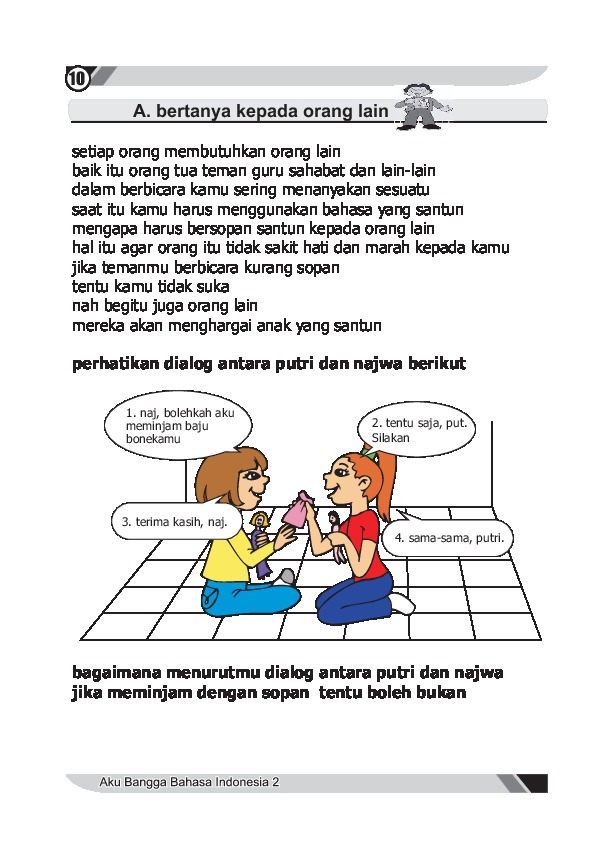 10
A. bertanya kepada orang lain
setiap orang membutuhkan orang lain
baik itu orang tua teman guru sahabat dan lain-lain
dalam berbicara kamu sering menanyakan sesuatu
saat itu kamu harus menggunakan bahasa yang santun
mengapa harus bersopan santun kepada orang lain
hal itu agar orang itu tidak sakit hati dan marah kepada kamu
jika temanmu berbicara kurang sopan
tentu kamu tidak suka
nah begitu juga orang lain
mereka akan menghargai anak yang santun
perhatikan dialog antara putri dan najwa berikut
1. naj, bolehkah aku
meminjam baju
bonekamu
2. tentu saja, put.
Silakan
3. terima kasih, naj.
4. sama-sama, putri.
bagaimana menurutmu dialog antara putri dan najwa
jika meminjam dengan sopan  tentu boleh bukan
Aku Bangga Bahasa Indonesia 2